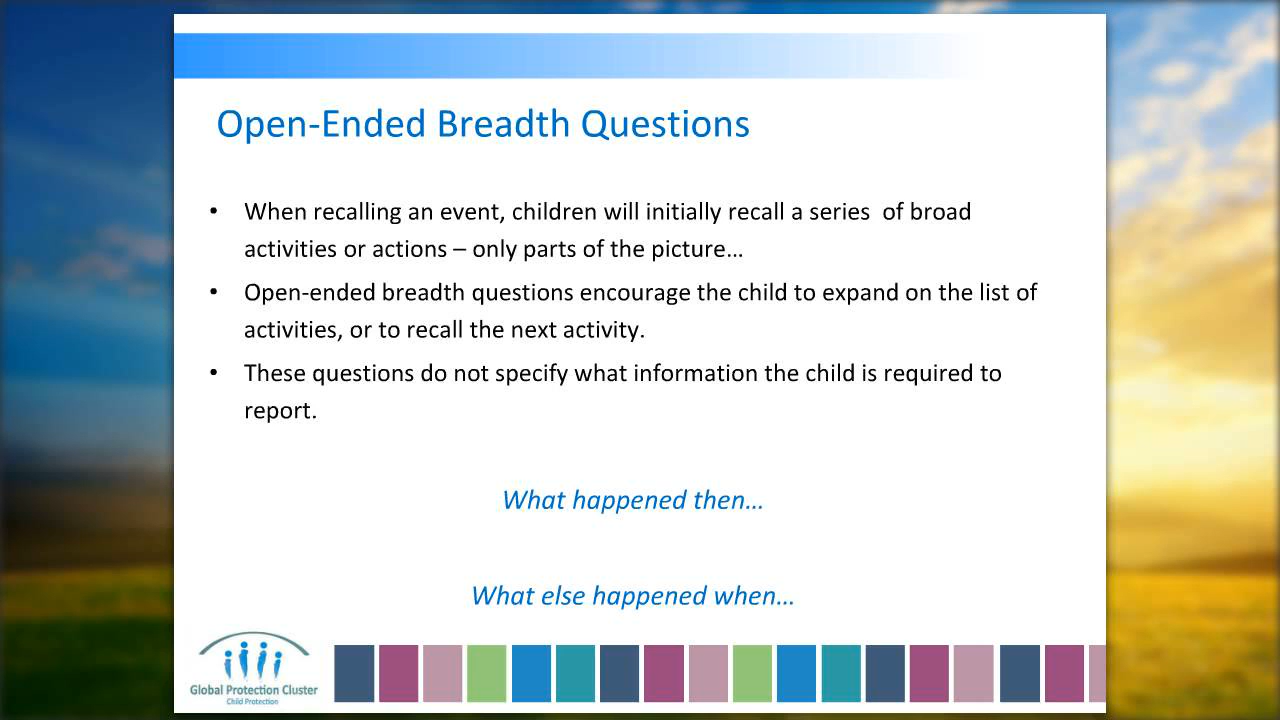 Open-Ended Breadth Questions
• When recalling an event, children will initially recall a series  of broad
activities or actions – only parts of the picture…
• Open-ended breadth questions encourage the child to expand on the list of
activities, or to recall the next activity.
• These questions do not specify what information the child is required to
report.
What happened then…
What else happened when…
Global Protection Cluster
Child Protection